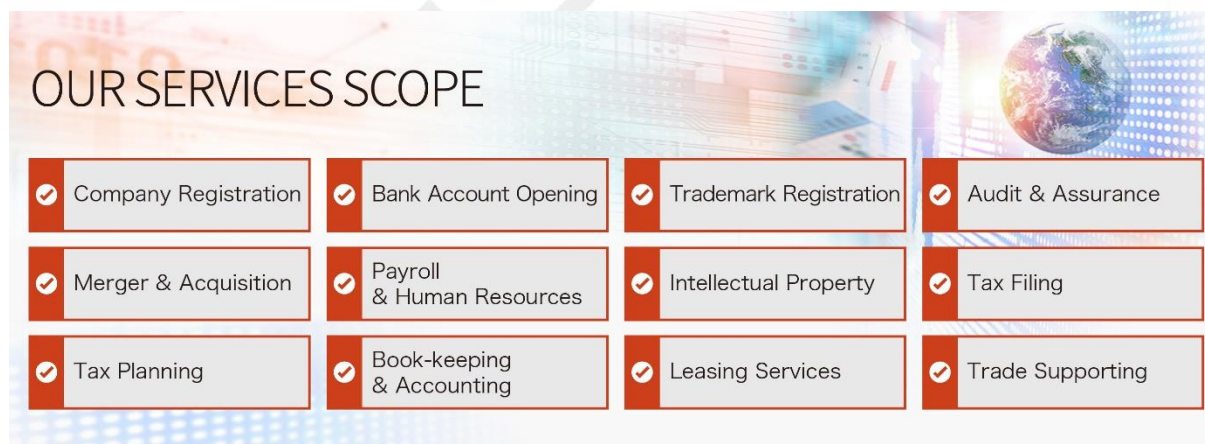 OUR SERVICES SCOPE
Company Registration
Bank Account Opening
Trademark Registration
Audit & Assurance
Merger & Acquisition
Payroll
& Human Resources
Intellectual Property
Tax Filing
Tax Planning
Book-keeping
& Accounting
Leasing Services
Trade Supporting